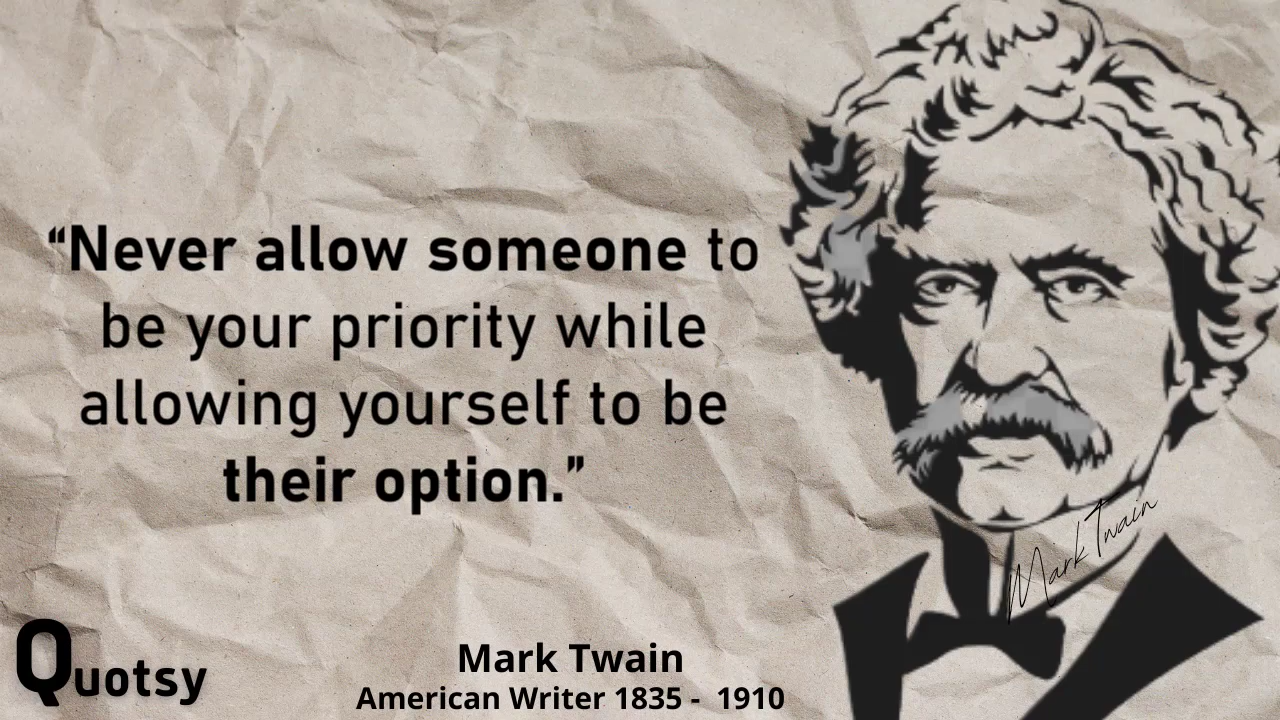 “Never allow someone to
be your priority while
allowing yourself to be
their option.”
Mark Twain
Quotsy
Mark Twain
American Writer 1835 -  1910